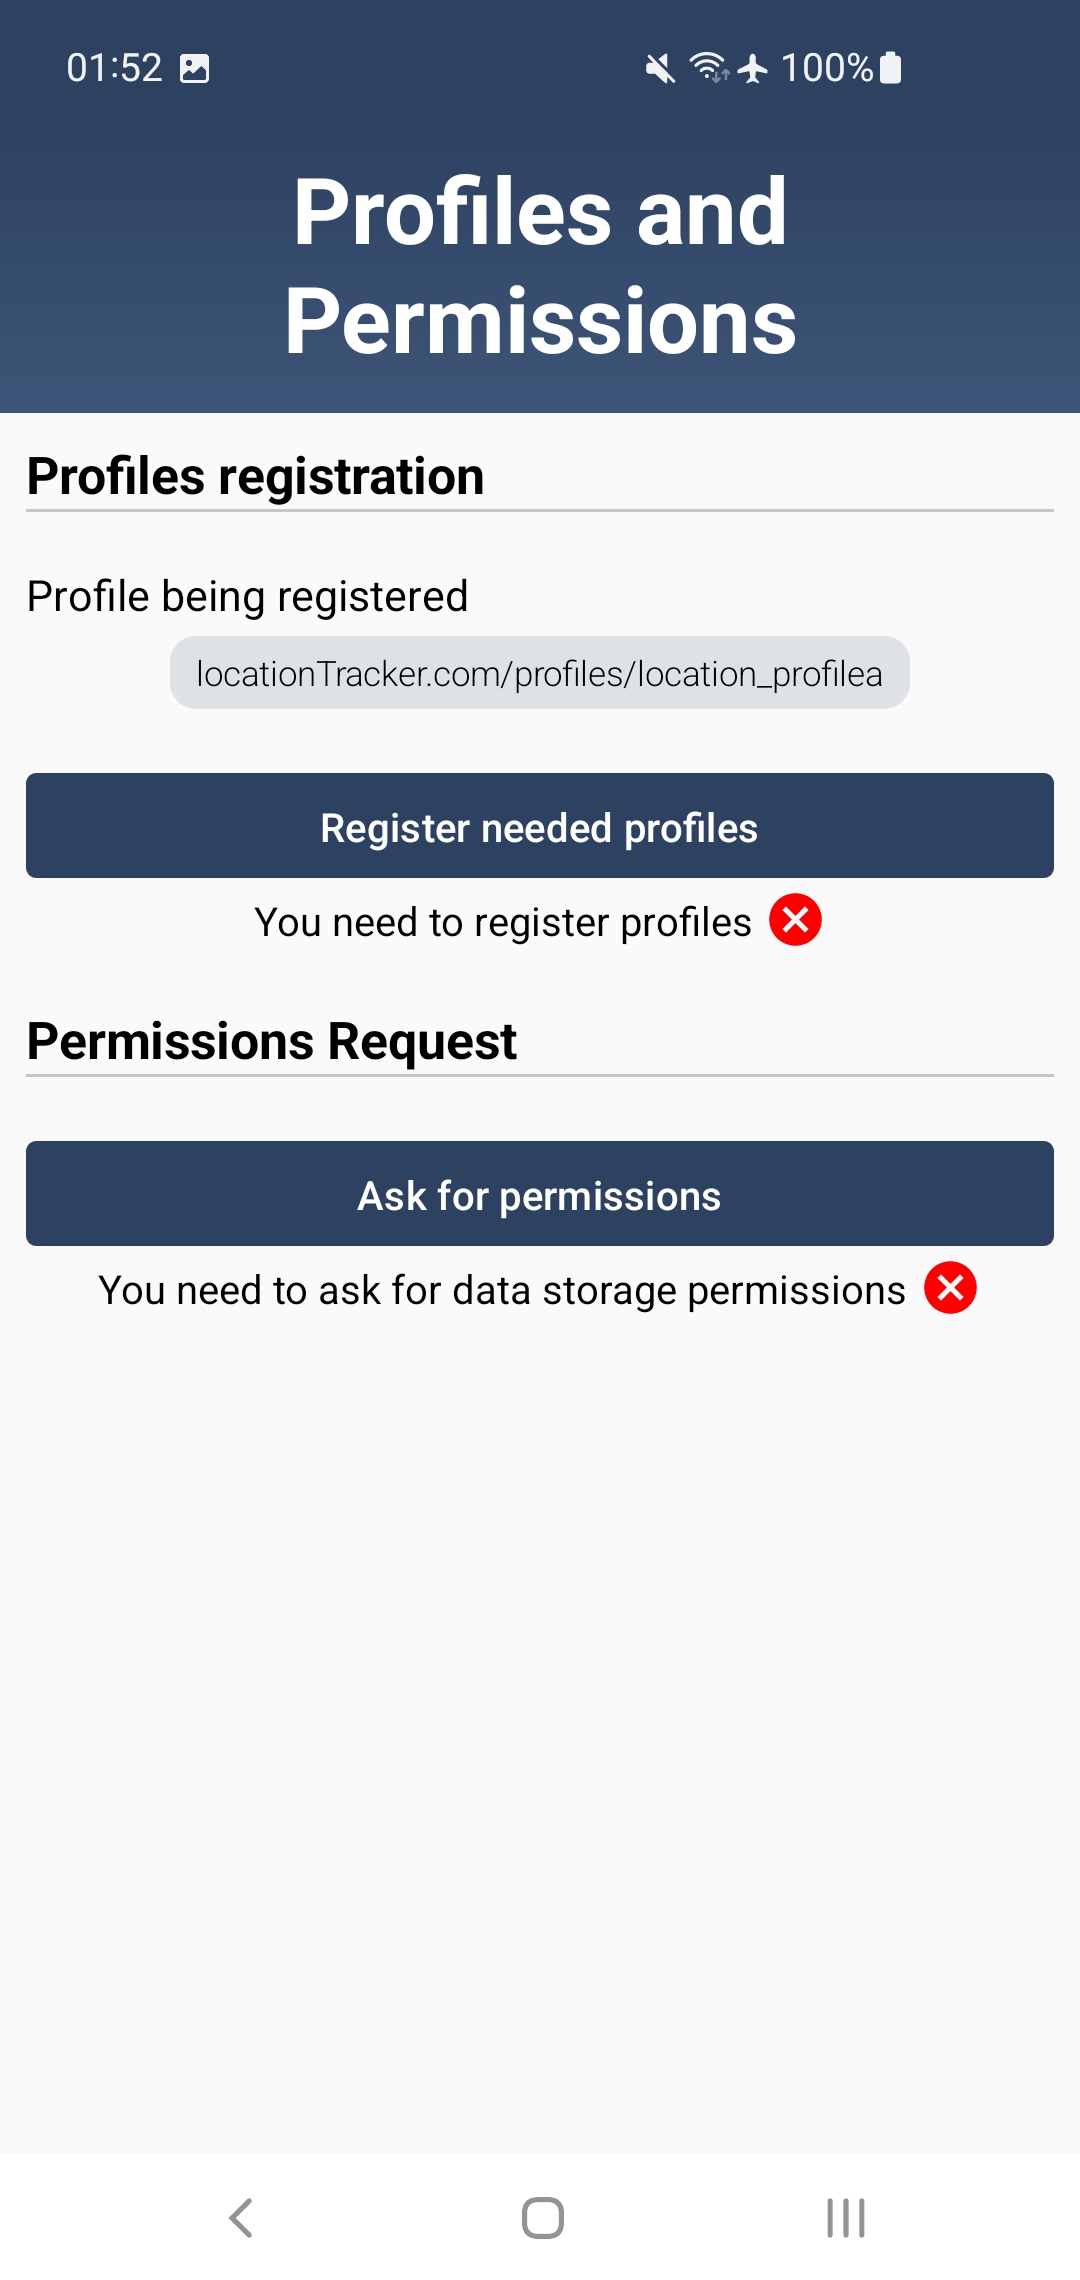 01:52
100%
Profiles and
Permissions
Profiles registration
Profile being registered
locationTracker.com/profiles/location_profilea
Register needed profiles
You need to register profiles
Permissions Request
Ask for permissions
You need to ask for data storage permissions